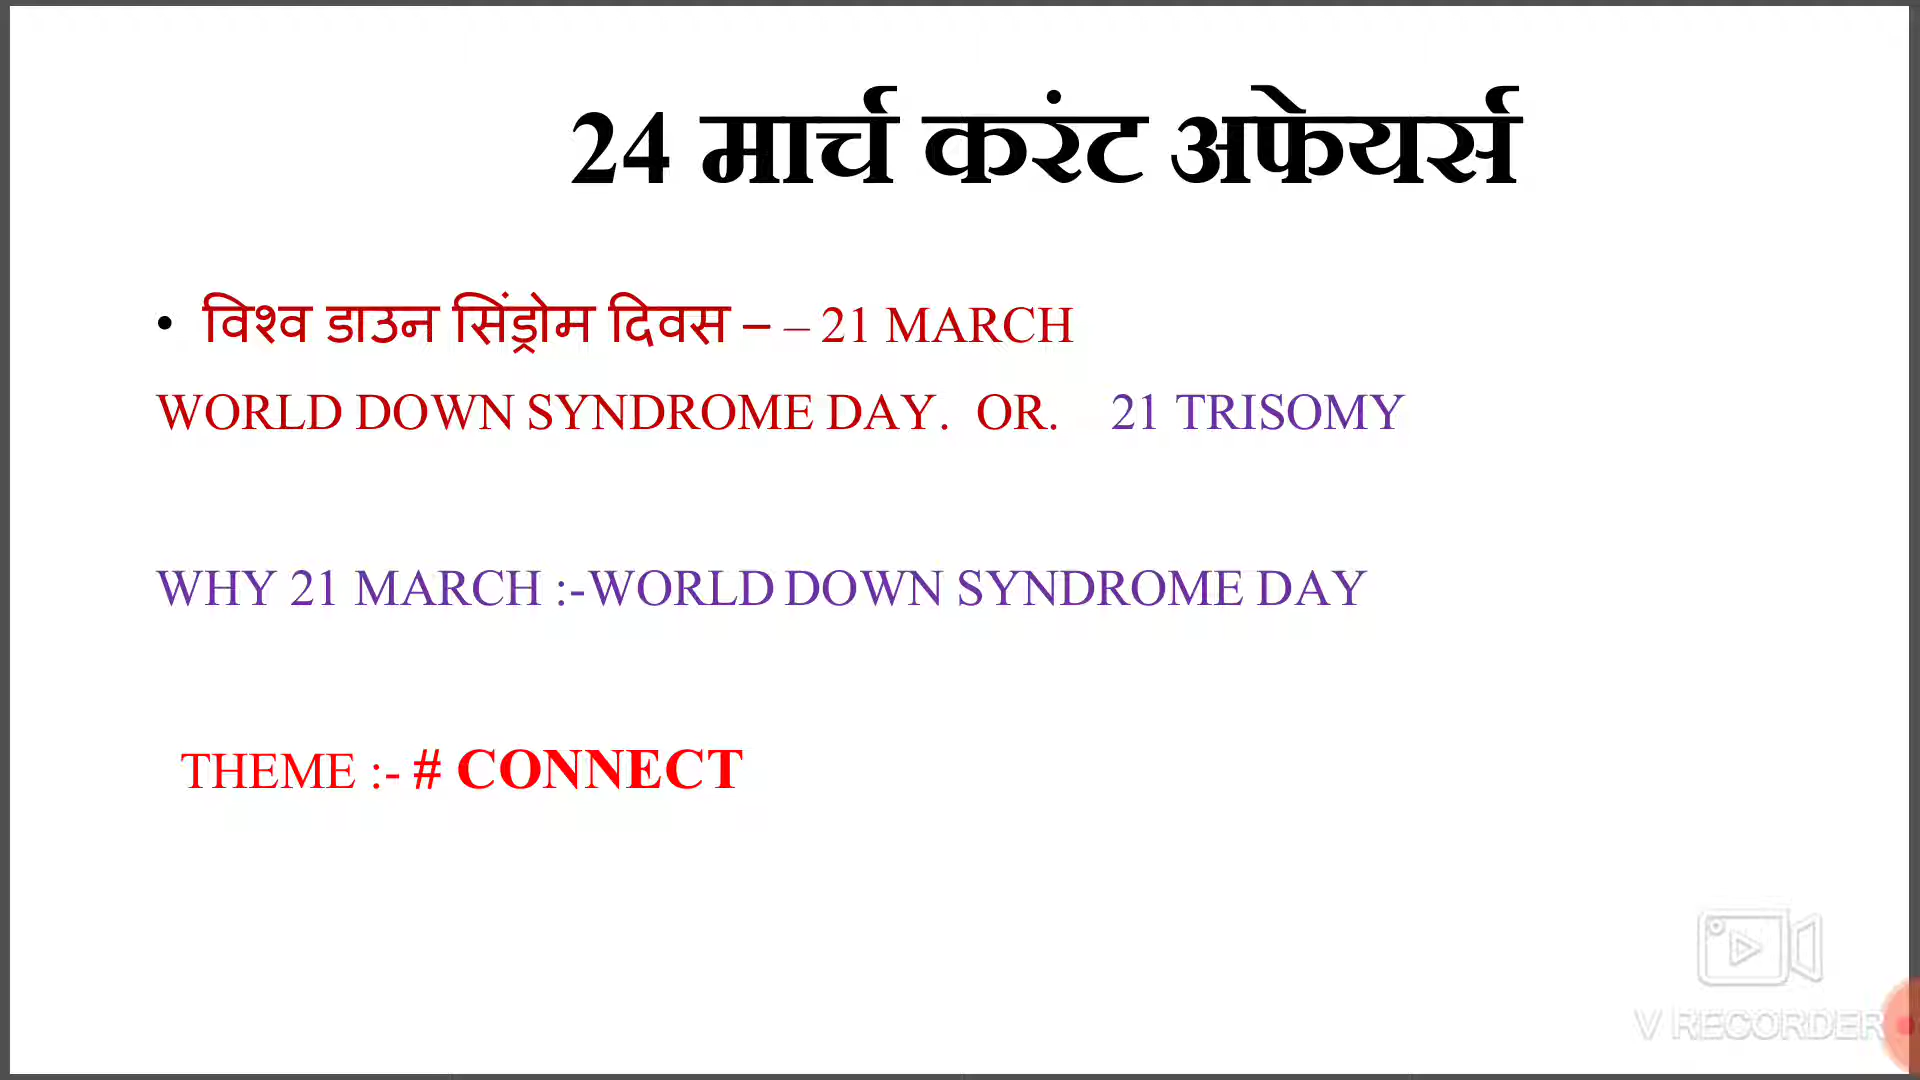 24 मार्च करंट अफेयर्स
• विश्व डाउन सिंड्रोम दिवस – – 21 MARCH
WORLD DOWN SYNDROME DAY. OR. 21 TRISOMY
WHY 21 MARCH :-WORLD DOWN SYNDROME DAY
THEME :- # CONNECT
V RECORDER